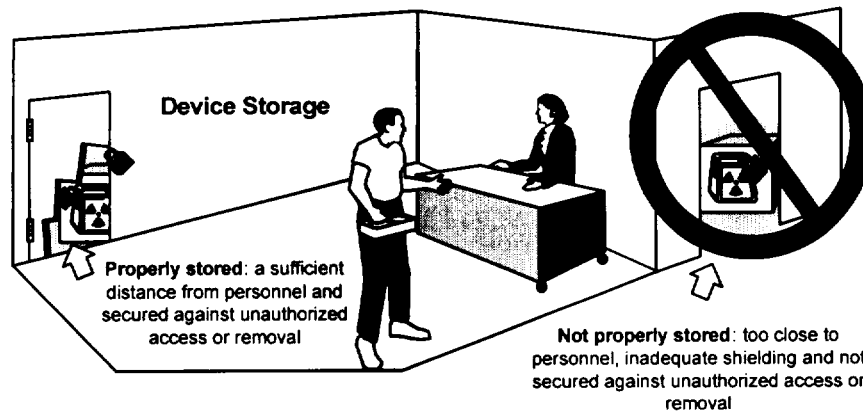 Device Storage
Properly stored: a sufficient
distance from personnel and
secured against unauthorized
access or removal
Not properly stored: too close to
personnel, inadequate shielding and not
secured against unauthorized access or
removal